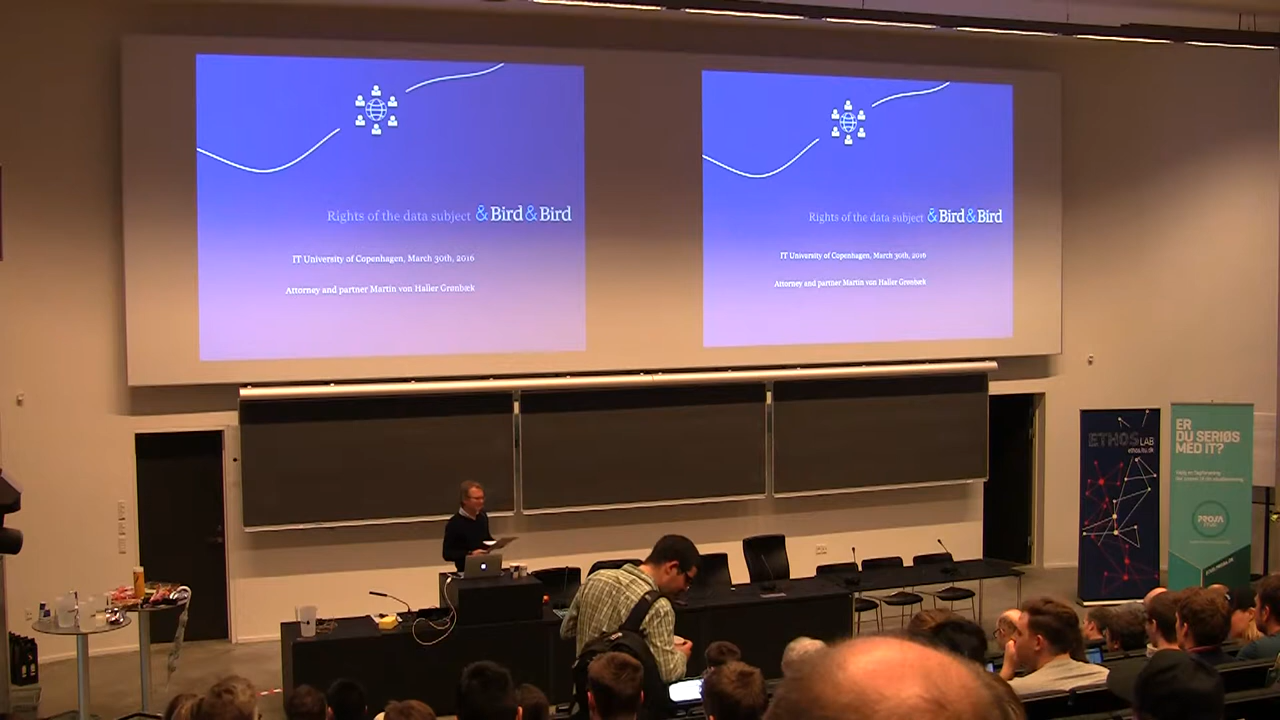 Rights of the data subject &Bird&Bird
IT University of Copenhagen, March 30th, 2016
Attorney and partner Martin von Haller Grønbæk
Rights of the data subject &Bird&Bird
IT University of Copenhagen, March 30th, 2016
Attorney and partner Martin von Haller Grønbæk
ETHOS LAB
ethos.itu.dk
ER
DU SERIØS
MED IT?
PROSA